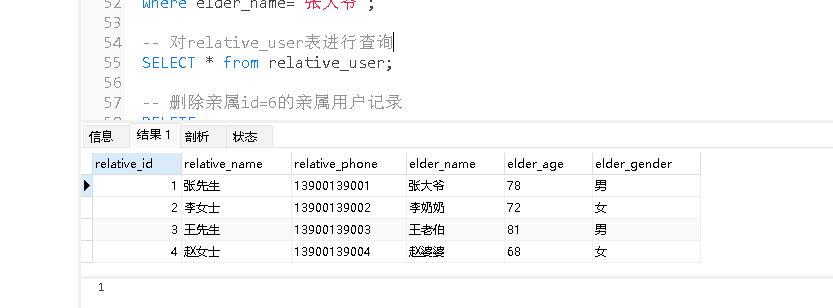 52 where elder_name='张大爷';
53
54 -- 对relative_user表进行查询
55 SELECT * from relative_user;
56
57 -- 删除亲属id=6的亲属用户记录
58 DELETE
信息 结果 1 剖析 状态
relative_id relative_name relative_phone elder_name elder_age elder_gender
1 张先生 13900139001 张大爷 78 男
2 李女士 13900139002 李奶奶 72 女
3 王先生 13900139003 王老伯 81 男
4 赵女士 13900139004 赵婆婆 68 女
1